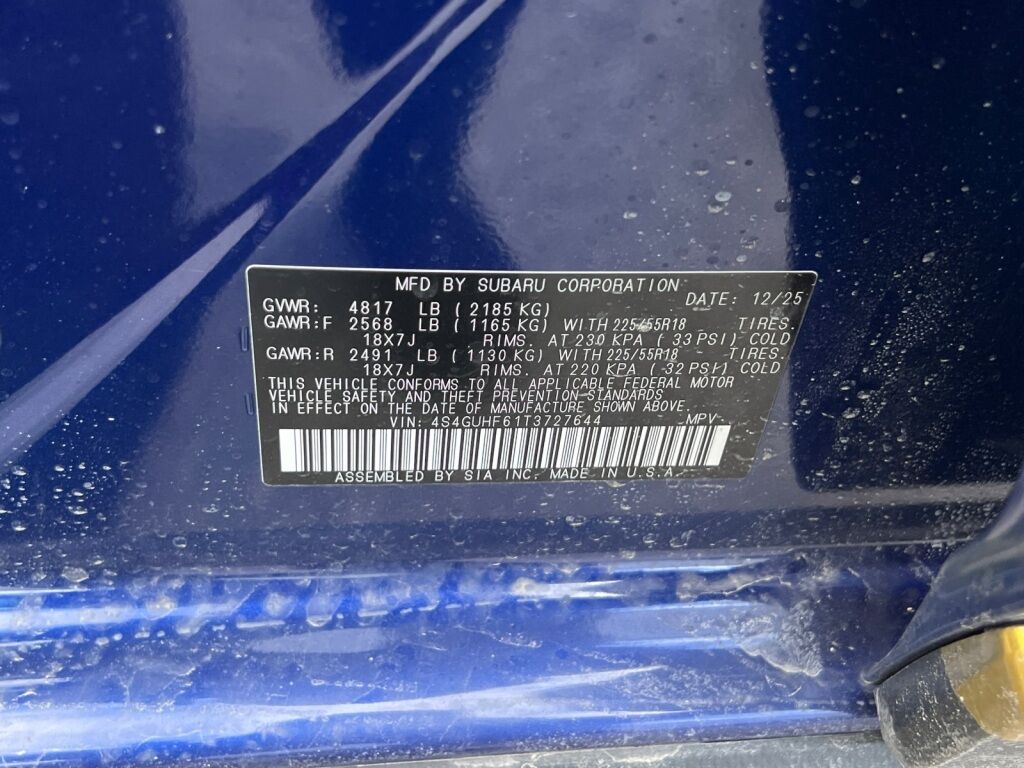 MFD BY SUBARU CORPORATION
DATE: 12/25
GVWR: 4817 LB (2185 KG)
GAWR:F 2568 LB (1165 KG) WITH 225/55R18 TIRES.
18X7J RIMS. AT 230 KPA (33 PSI) COLD
GAWR:R 2491 LB (1130 KG) WITH 225/55R18 TIRES.
18X7J RIMS. AT 220 KPA (32 PSI) COLD
THIS VEHICLE CONFORMS TO ALL APPLICABLE FEDERAL MOTOR
VEHICLE SAFETY AND THEFT PREVENTION STANDARDS
IN EFFECT ON THE DATE OF MANUFACTURE SHOWN ABOVE.
VIN: 4S4GUHF61T3727644 MPV
ASSEMBLED BY SIA INC. MADE IN U.S.A.